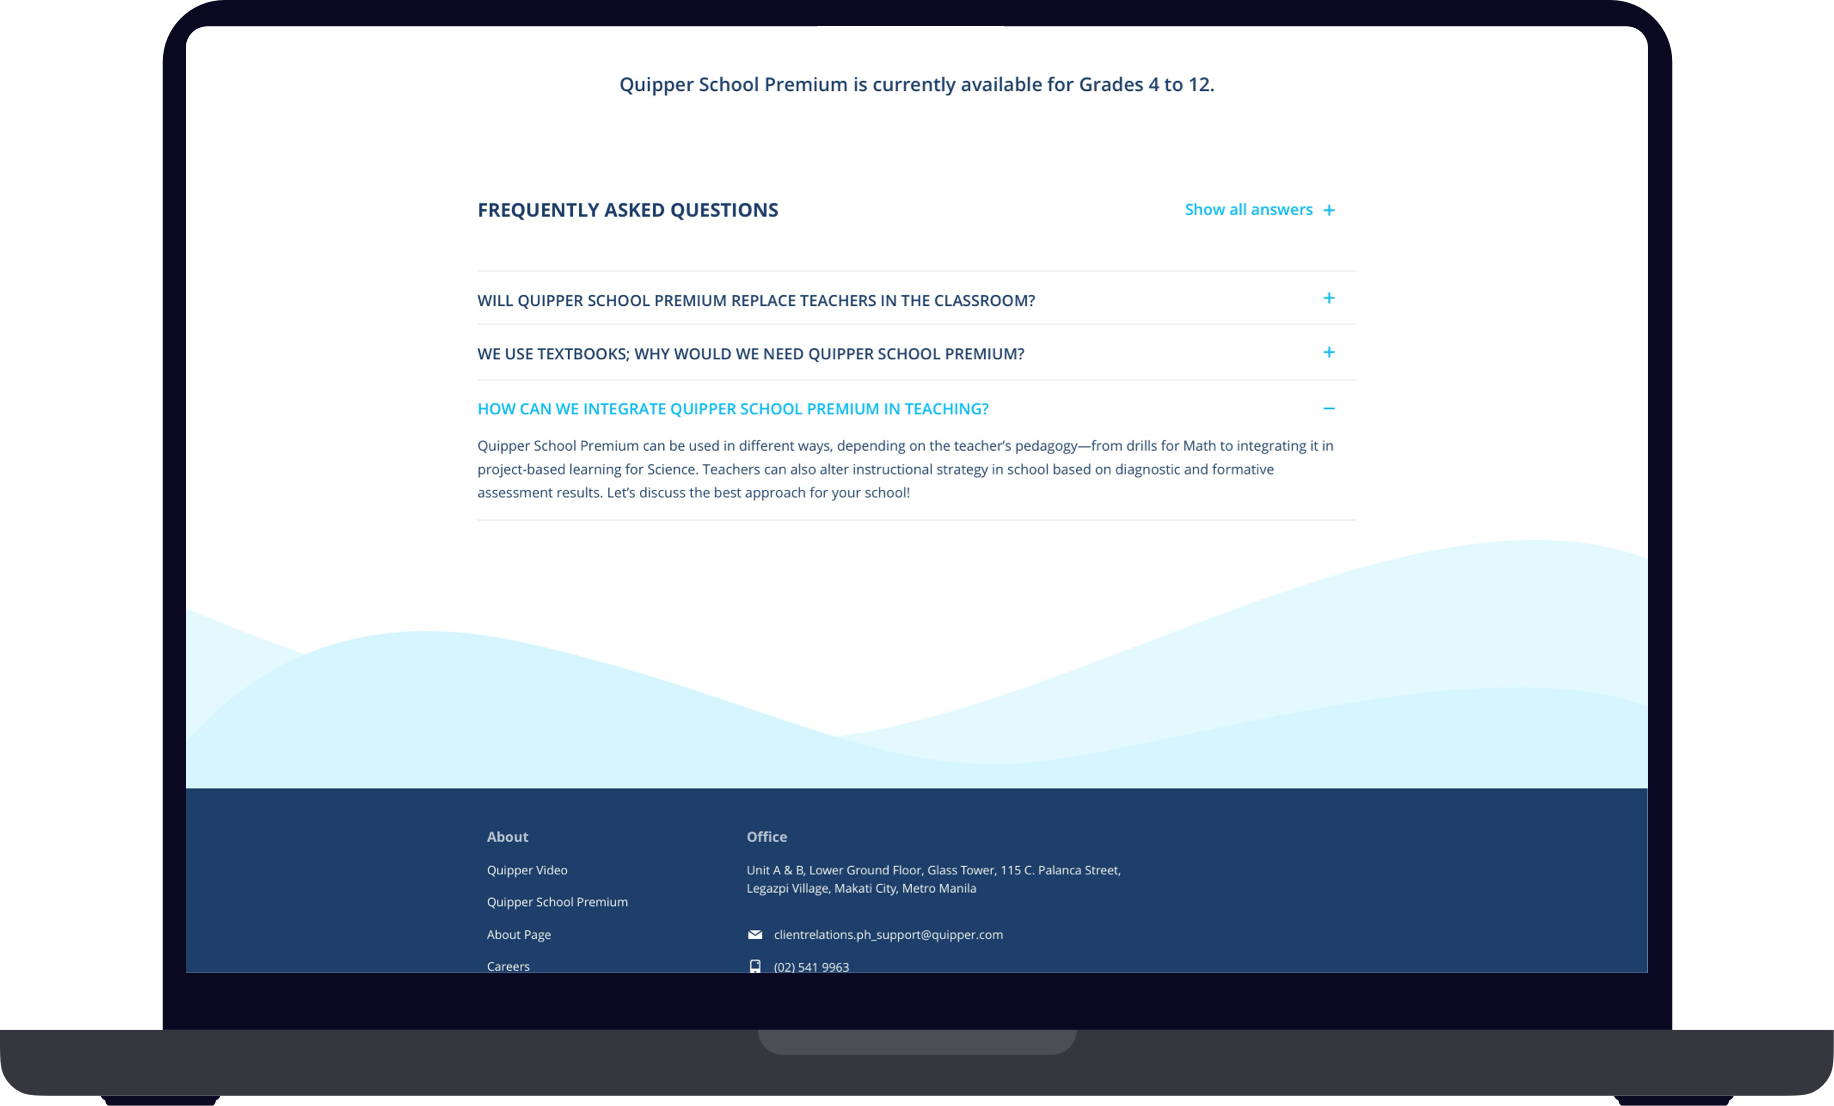 Quipper School Premium is currently available for Grades 4 to 12.
FREQUENTLY ASKED QUESTIONS
Show all answers +
WILL QUIPPER SCHOOL PREMIUM REPLACE TEACHERS IN THE CLASSROOM? +
WE USE TEXTBOOKS; WHY WOULD WE NEED QUIPPER SCHOOL PREMIUM? +
HOW CAN WE INTEGRATE QUIPPER SCHOOL PREMIUM IN TEACHING? −
Quipper School Premium can be used in different ways, depending on the teacher’s pedagogy—from drills for Math to integrating it in
project-based learning for Science. Teachers can also alter instructional strategy in school based on diagnostic and formative
assessment results. Let’s discuss the best approach for your school!
About
Quipper Video
Quipper School Premium
About Page
Careers
Office
Unit A & B, Lower Ground Floor, Glass Tower, 115 C. Palanca Street,
Legazpi Village, Makati City, Metro Manila
clientrelations.ph_support@quipper.com
(02) 541 9963